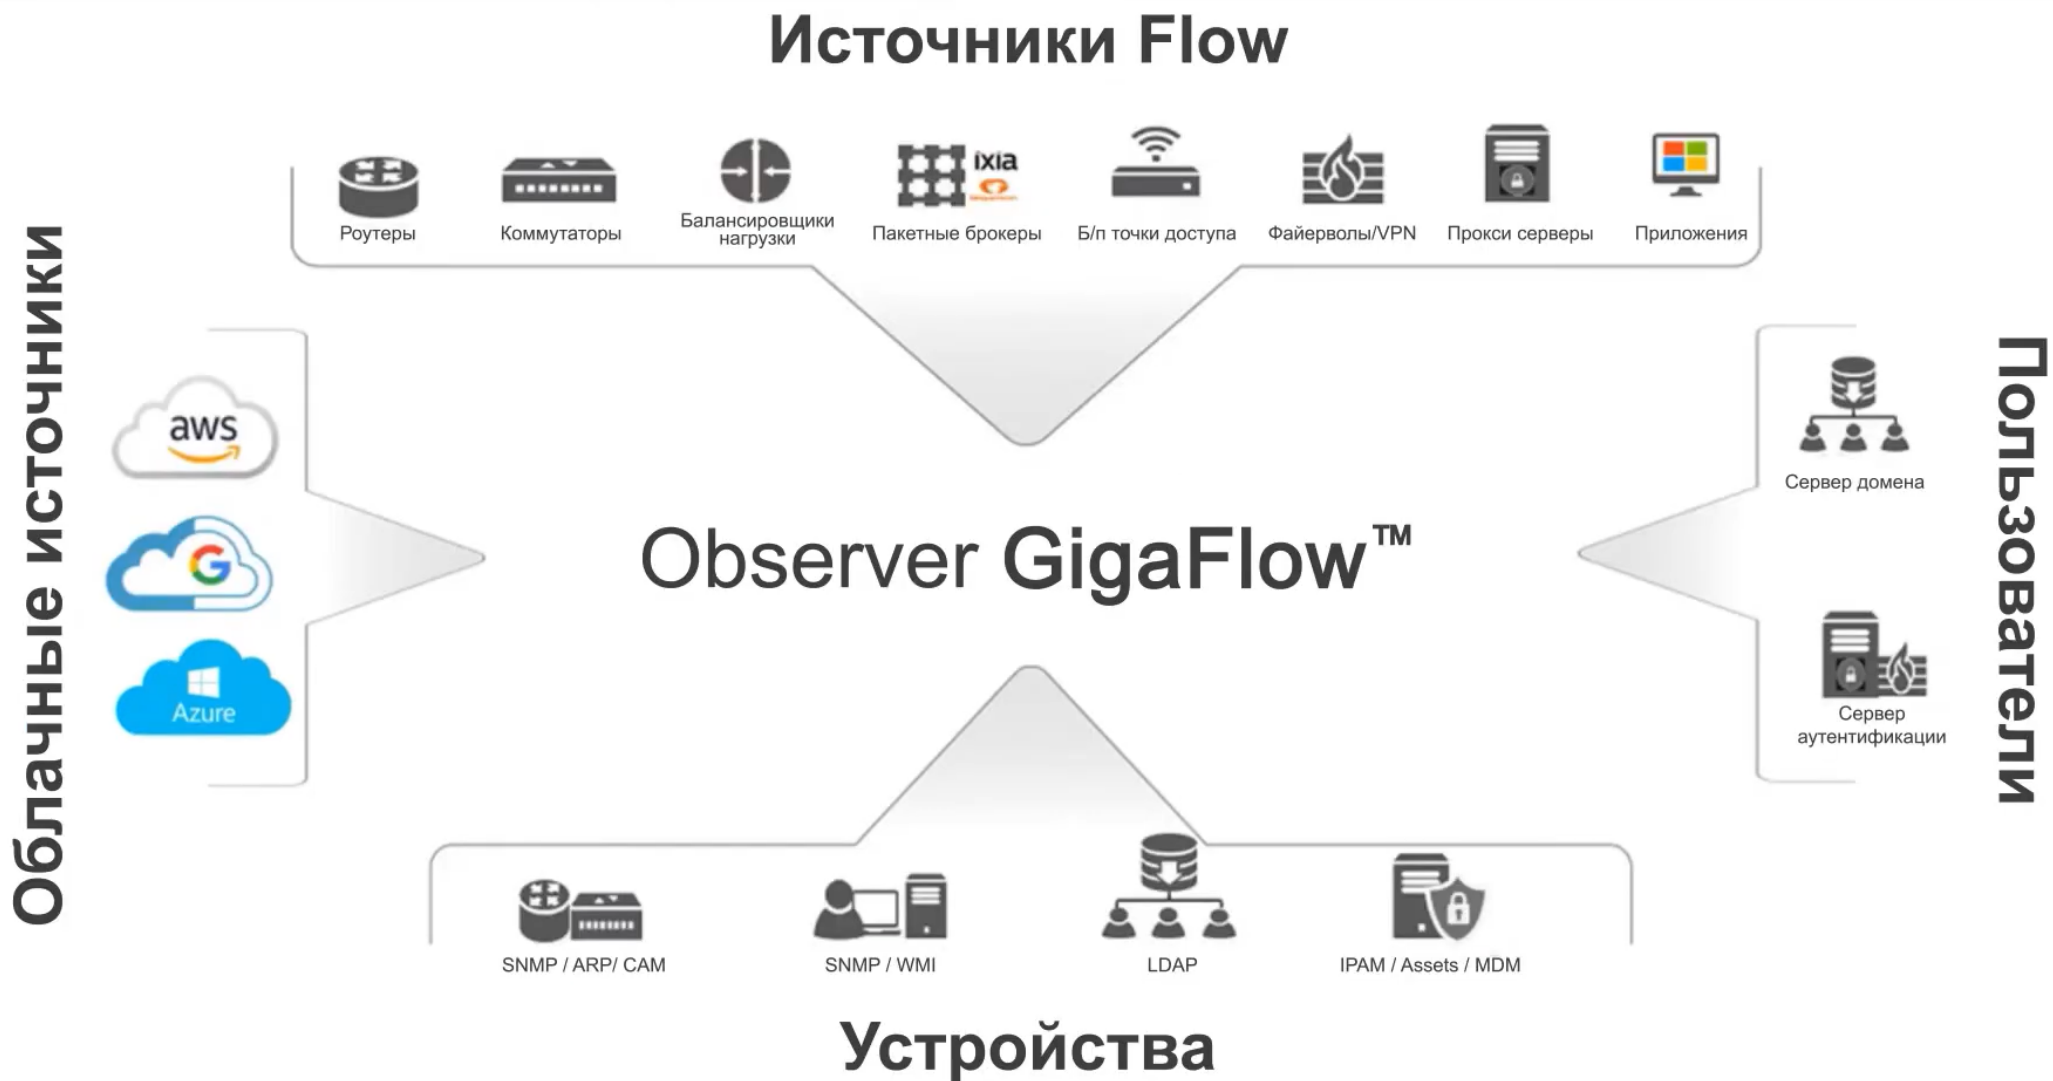 Источники Flow
ixia
Роутеры
Коммутаторы
Балансировщики
нагрузки
Пакетные брокеры
Б/п точки доступа
Файерволы/VPN
Прокси серверы
Приложения
Облачные источники
aws
G
Azure
Observer GigaFlow™
Сервер домена
Сервер
аутентификации
Пользователи
SNMP / ARP/ CAM
SNMP / WMI
LDAP
IPAM / Assets / MDM
Устройства